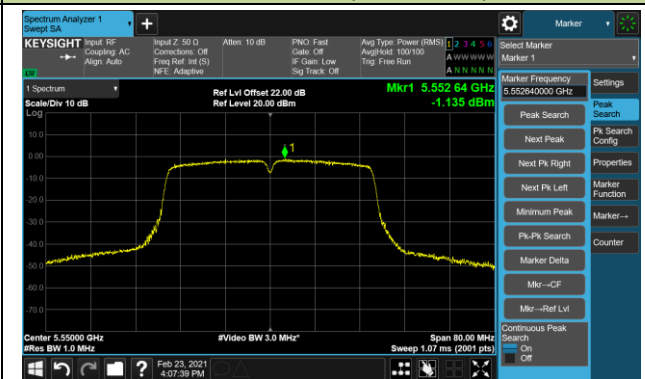 Spectrum Analyzer 1
Swept SA
+
Marker
KEYSIGHT
Input: RF
Coupling: AC
Align: Auto
Input Z: 50 Ω
Corrections: Off
Freq Ref: Int (S)
NFE: Adaptive
Atten: 10 dB
PNO: Fast
Gate: Off
IF Gain: Low
Sig Track: Off
Avg Type: Power (RMS)
Avg|Hold: 100/100
Trig: Free Run
1 2 3 4 5 6
A W W W W W
A N N N N N
Select Marker
Marker 1
1 Spectrum
Scale/Div 10 dB
Log
Ref Lvl Offset 22.00 dB
Ref Level 20.00 dBm
Mkr1 5.552 64 GHz
-1.135 dBm
10.0
0.00
-10.0
-20.0
-30.0
-40.0
-50.0
-60.0
-70.0
1
Center 5.55000 GHz
#Res BW 1.0 MHz
#Video BW 3.0 MHz*
Span 80.00 MHz
Sweep 1.07 ms (2001 pts)
Marker Frequency
5.552640000 GHz
Peak Search
Next Peak
Next Pk Right
Next Pk Left
Minimum Peak
Pk-Pk Search
Marker Delta
Mkr→CF
Mkr→Ref Lvl
Continuous Peak
Search
On
Off
Settings
Peak
Search
Pk Search
Config
Properties
Marker
Function
Marker→
Counter
?
Feb 23, 2021
4:07:39 PM